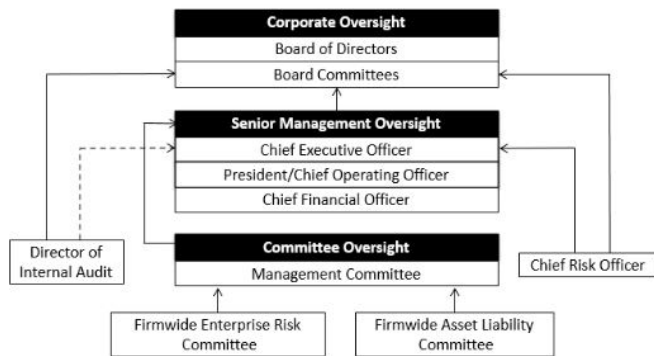 Corporate Oversight
Board of Directors
Board Committees
Senior Management Oversight
Chief Executive Officer
President/Chief Operating Officer
Chief Financial Officer
Director of
Internal Audit
Committee Oversight
Management Committee
Chief Risk Officer
Firmwide Enterprise Risk
Committee
Firmwide Asset Liability
Committee